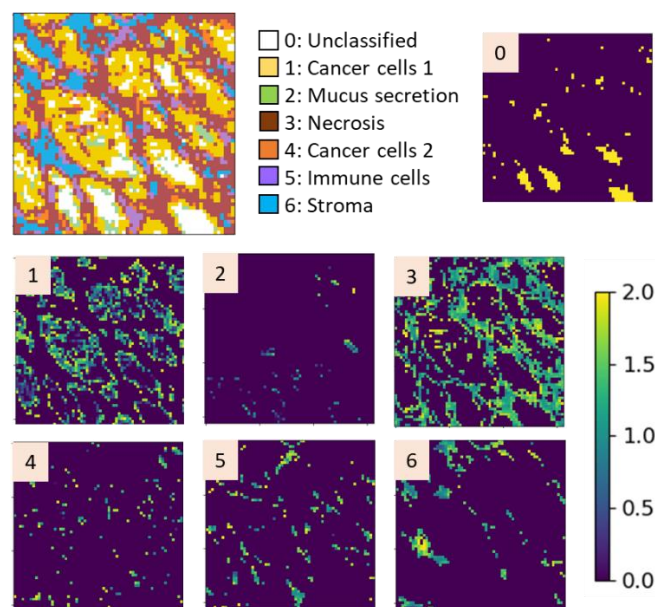 0: Unclassified
1: Cancer cells 1
2: Mucus secretion
3: Necrosis
4: Cancer cells 2
5: Immune cells
6: Stroma
0
1
2
3
4
5
6
2.0
1.5
1.0
0.5
0.0